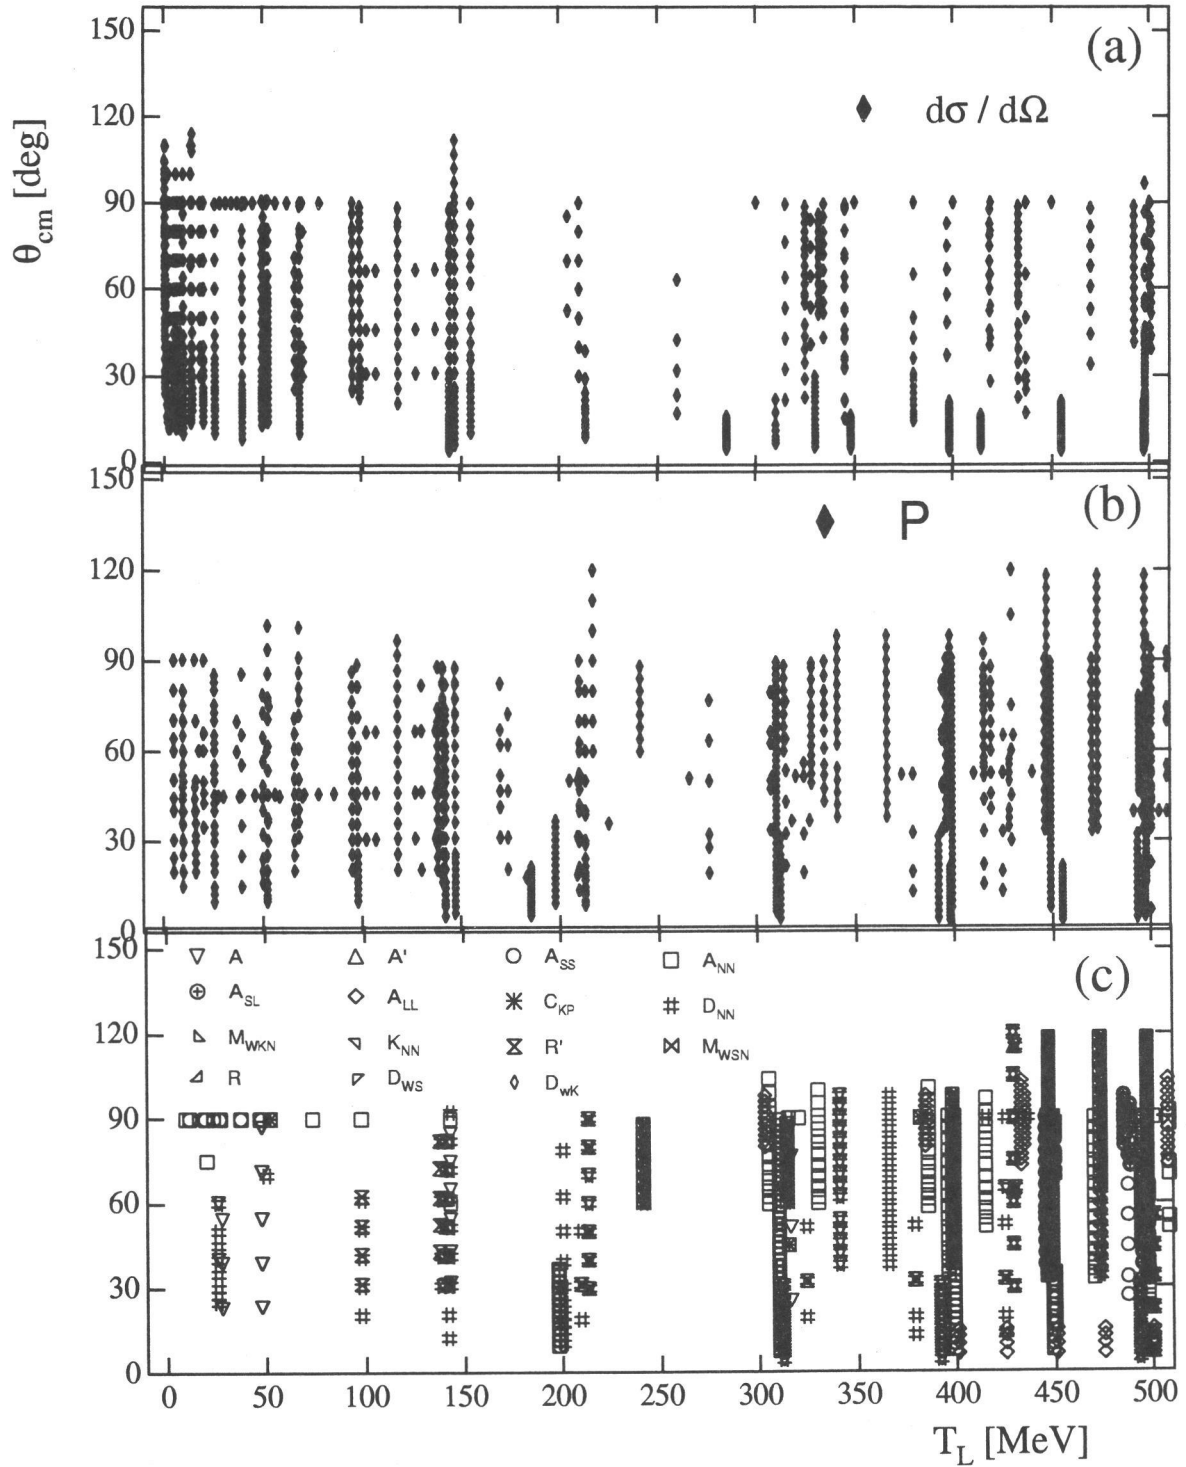 150
(a)
dσ / dΩ
120
90
60
30
0
θcm [deg]
150
(b)
P
120
90
60
30
0
150
A A' ASS ANN
(c)
ASL ALL CKP DNN
MWKN KNN R' MWSN
R DWS DWK
120
90
60
30
0
0 50 100 150 200 250 300 350 400 450 500
TL [MeV]